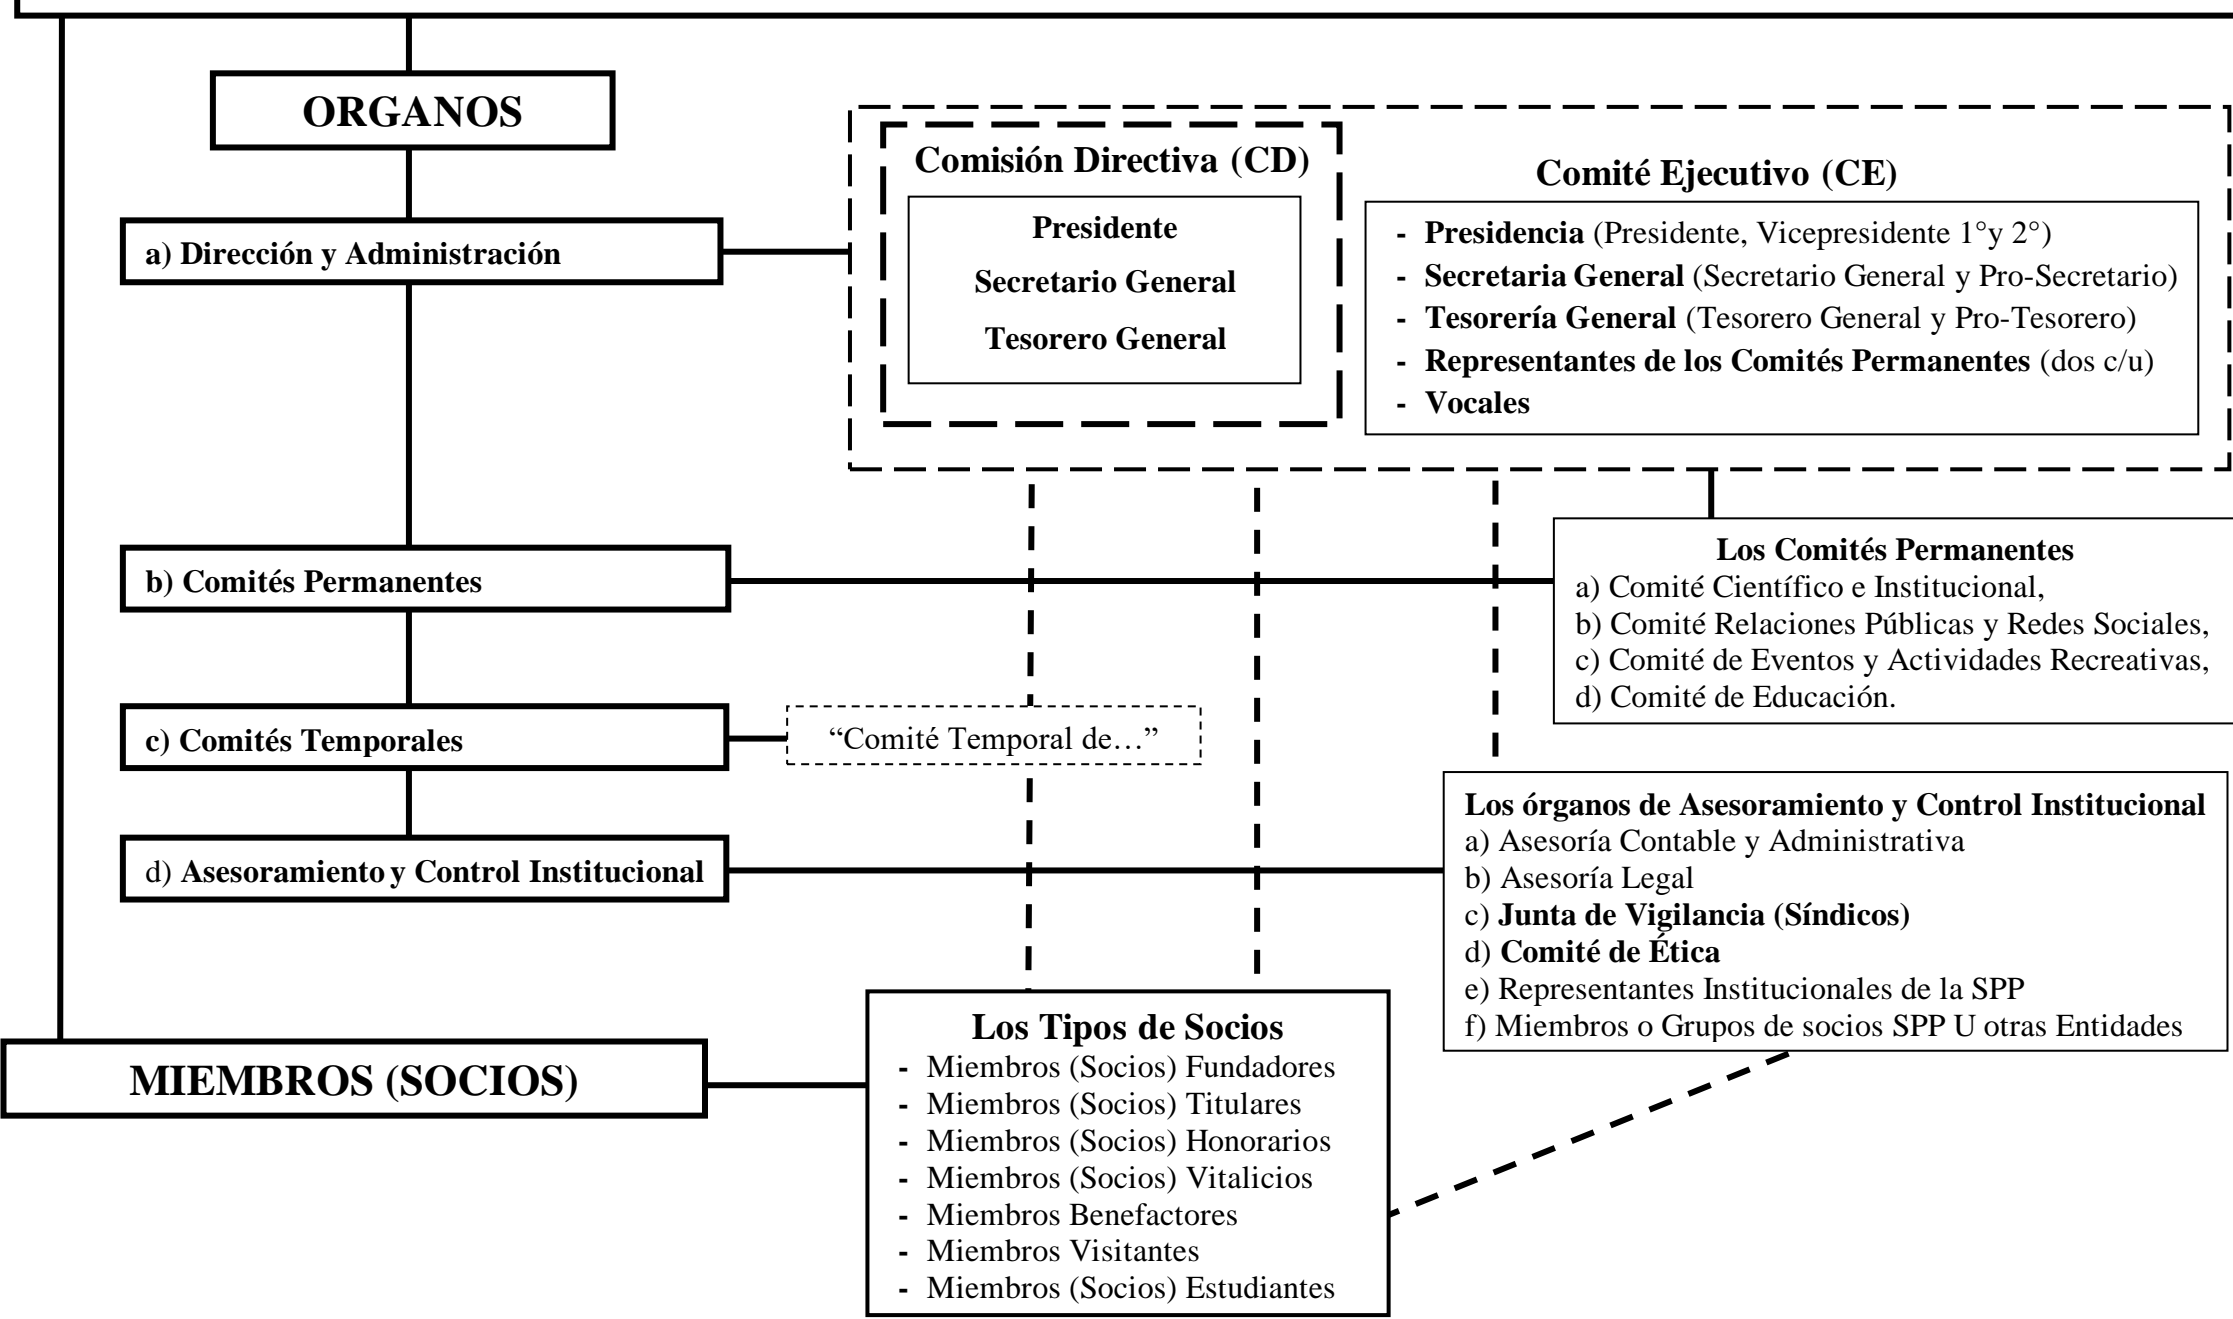 ORGANOS
a) Dirección y Administración
Comisión Directiva (CD)
Presidente
Secretario General
Tesorero General
Comité Ejecutivo (CE)
- Presidencia (Presidente, Vicepresidente 1°y 2°)
- Secretaria General (Secretario General y Pro-Secretario)
- Tesorería General (Tesorero General y Pro-Tesorero)
- Representantes de los Comités Permanentes (dos c/u)
- Vocales
b) Comités Permanentes
Los Comités Permanentes
a) Comité Científico e Institucional,
b) Comité Relaciones Públicas y Redes Sociales,
c) Comité de Eventos y Actividades Recreativas,
d) Comité de Educación.
c) Comités Temporales
“Comité Temporal de…”
d) Asesoramiento y Control Institucional
Los órganos de Asesoramiento y Control Institucional
a) Asesoría Contable y Administrativa
b) Asesoría Legal
c) Junta de Vigilancia (Síndicos)
d) Comité de Ética
e) Representantes Institucionales de la SPP
f) Miembros o Grupos de socios SPP U otras Entidades
MIEMBROS (SOCIOS)
Los Tipos de Socios
- Miembros (Socios) Fundadores
- Miembros (Socios) Titulares
- Miembros (Socios) Honorarios
- Miembros (Socios) Vitalicios
- Miembros Benefactores
- Miembros Visitantes
- Miembros (Socios) Estudiantes